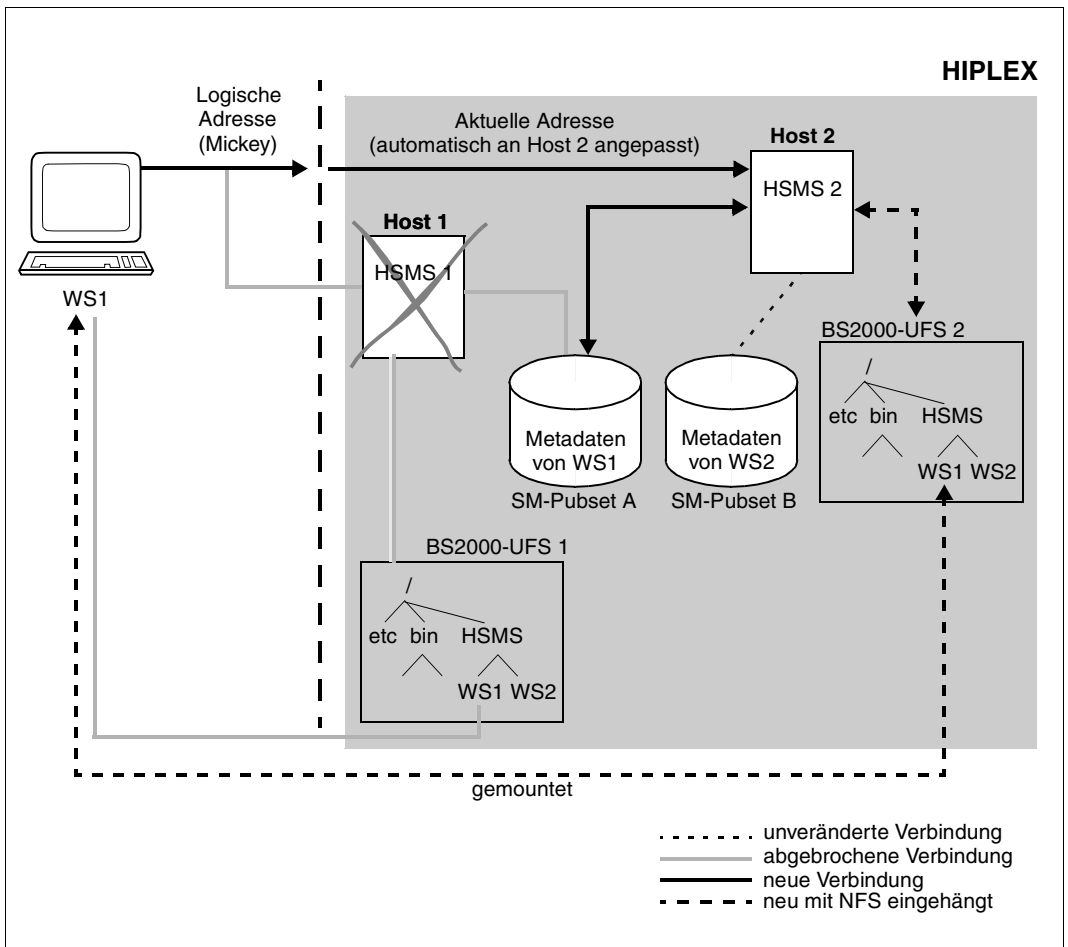 HIPLEX
Logische
Adresse
(Mickey)
Aktuelle Adresse
(automatisch an Host 2 angepasst)
Host 2
HSMS 2
Host 1
HSMS 1
WS1
BS2000-UFS 2
/
etc bin HSMS
WS1 WS2
Metadaten
von WS1
SM-Pubset A
Metadaten
von WS2
SM-Pubset B
BS2000-UFS 1
/
etc bin HSMS
WS1 WS2
gemountet
unveränderte Verbindung
abgebrochene Verbindung
neue Verbindung
neu mit NFS eingehängt